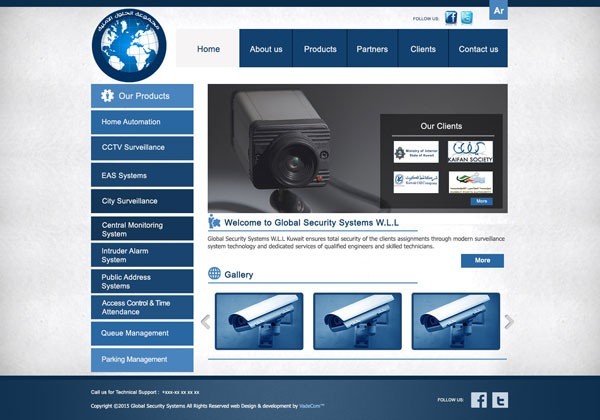 Ar
FOLLOW US:
مجموعة الحلول الأمنية
Home
About us
Products
Partners
Clients
Contact us
Our Products
Home Automation
CCTV Surveillance
EAS Systems
City Surveillance
Central Monitoring
System
Intruder Alarm
System
Public Address
Systems
Access Control & Time
Attendance
Queue Management
Parking Management
Our Clients
Ministry of Interior
State of Kuwait
KAIFAN SOCIETY
More
Welcome to Global Security Systems W.L.L
Global Security Systems W.L.L Kuwait ensures total security of the clients assignments through modern surveillance
system technology and dedicated services of qualified engineers and skilled technicians.
More
Gallery
Call us for Technical Support : +xxx-xx xx xx xx
Copyright ©2015 Global Security Systems All Rights Reserved web Design & development by VadeCom™
FOLLOW US: